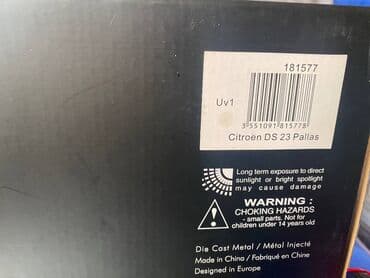 181577
Uv1
3 551091 815778
Citroën DS 23 Pallas
Long term exposure to direct
sunlight or bright spotlight
may cause damage
WARNING :
CHOKING HAZARDS
- small parts. Not for
children under 14 years old
Die Cast Metal / Métal Injecté
Made in China / Fabriqué en Chine
Designed in Europe